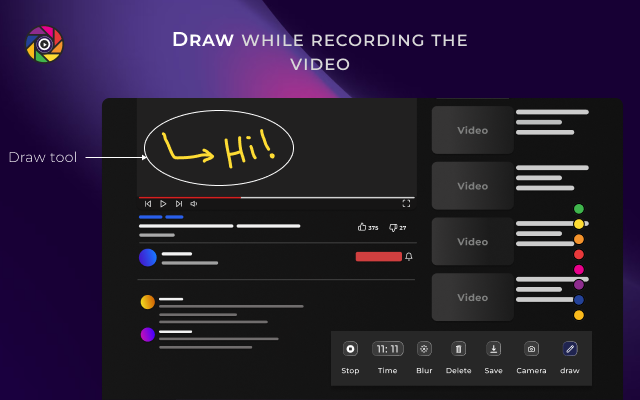 DRAW WHILE RECORDING THE
VIDEO
Draw tool
Hi!
Video
Video
Video
Video
375 27
11: 11
Stop Time Blur Delete Save Camera draw